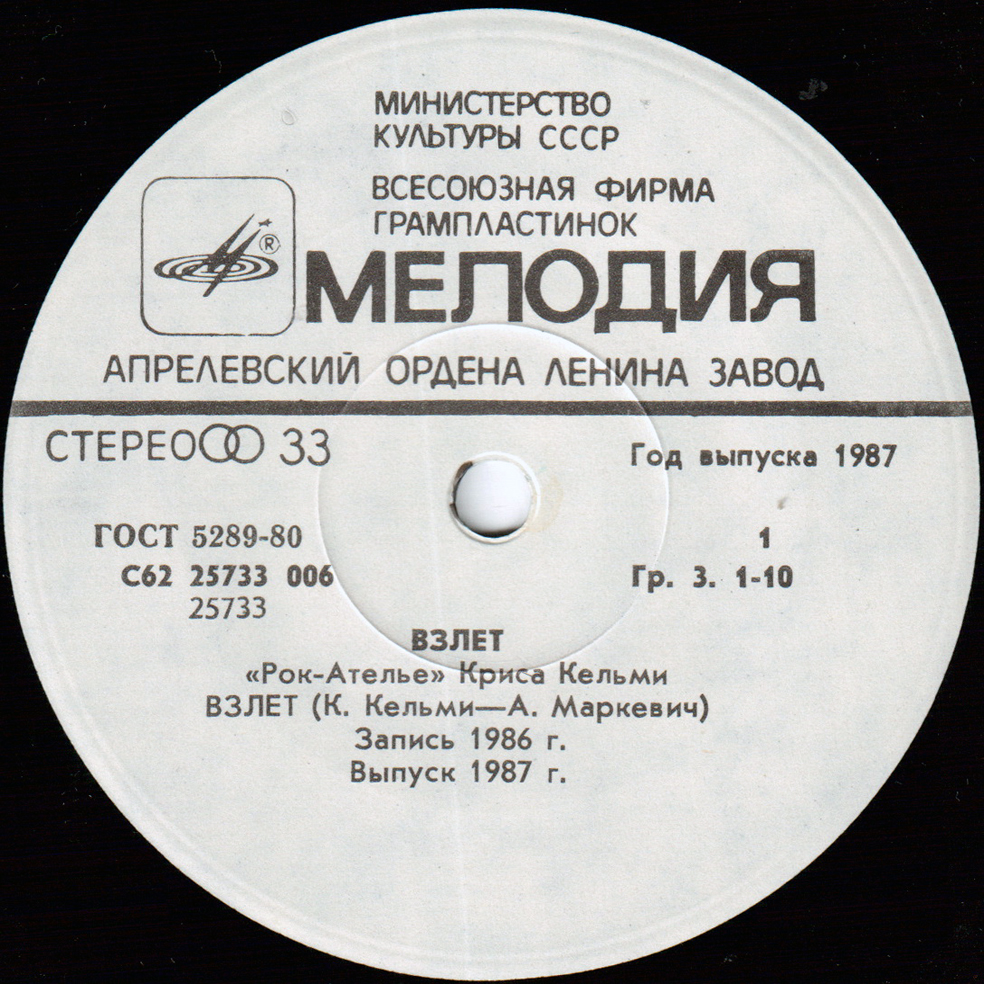 МИНИСТЕРСТВО
КУЛЬТУРЫ СССР
ВСЕСОЮЗНАЯ ФИРМА
ГРАМПЛАСТИНОК
®
МЕЛОДИЯ
АПРЕЛЕВСКИЙ ОРДЕНА ЛЕНИНА ЗАВОД
СТЕРЕО 33
Год выпуска 1987
ГОСТ 5289-80
1
С62 25733 006
Гр. 3. 1-10
25733
ВЗЛЕТ
«Рок-Ателье» Криса Кельми
ВЗЛЕТ (К. Кельми—А. Маркевич)
Запись 1986 г.
Выпуск 1987 г.